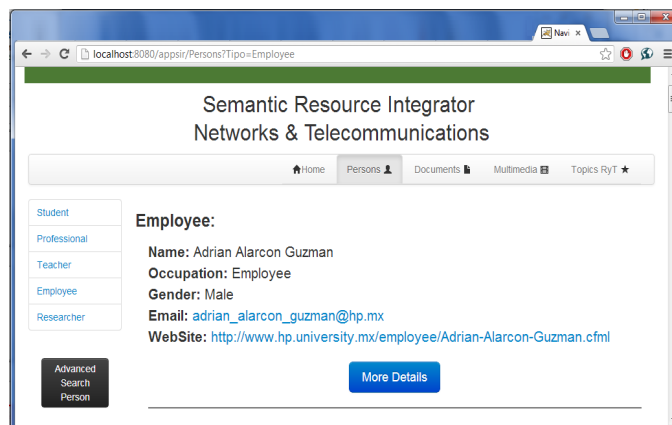 Navi ×
localhost:8080/appsir/Persons?Tipo=Employee
Semantic Resource Integrator
Networks & Telecommunications
Home Persons Documents Multimedia Topics RyT
Student
Professional
Teacher
Employee
Researcher
Advanced
Search
Person
Employee:
Name: Adrian Alarcon Guzman
Occupation: Employee
Gender: Male
Email: adrian_alarcon_guzman@hp.mx
WebSite: http://www.hp.university.mx/employee/Adrian-Alarcon-Guzman.cfml
More Details